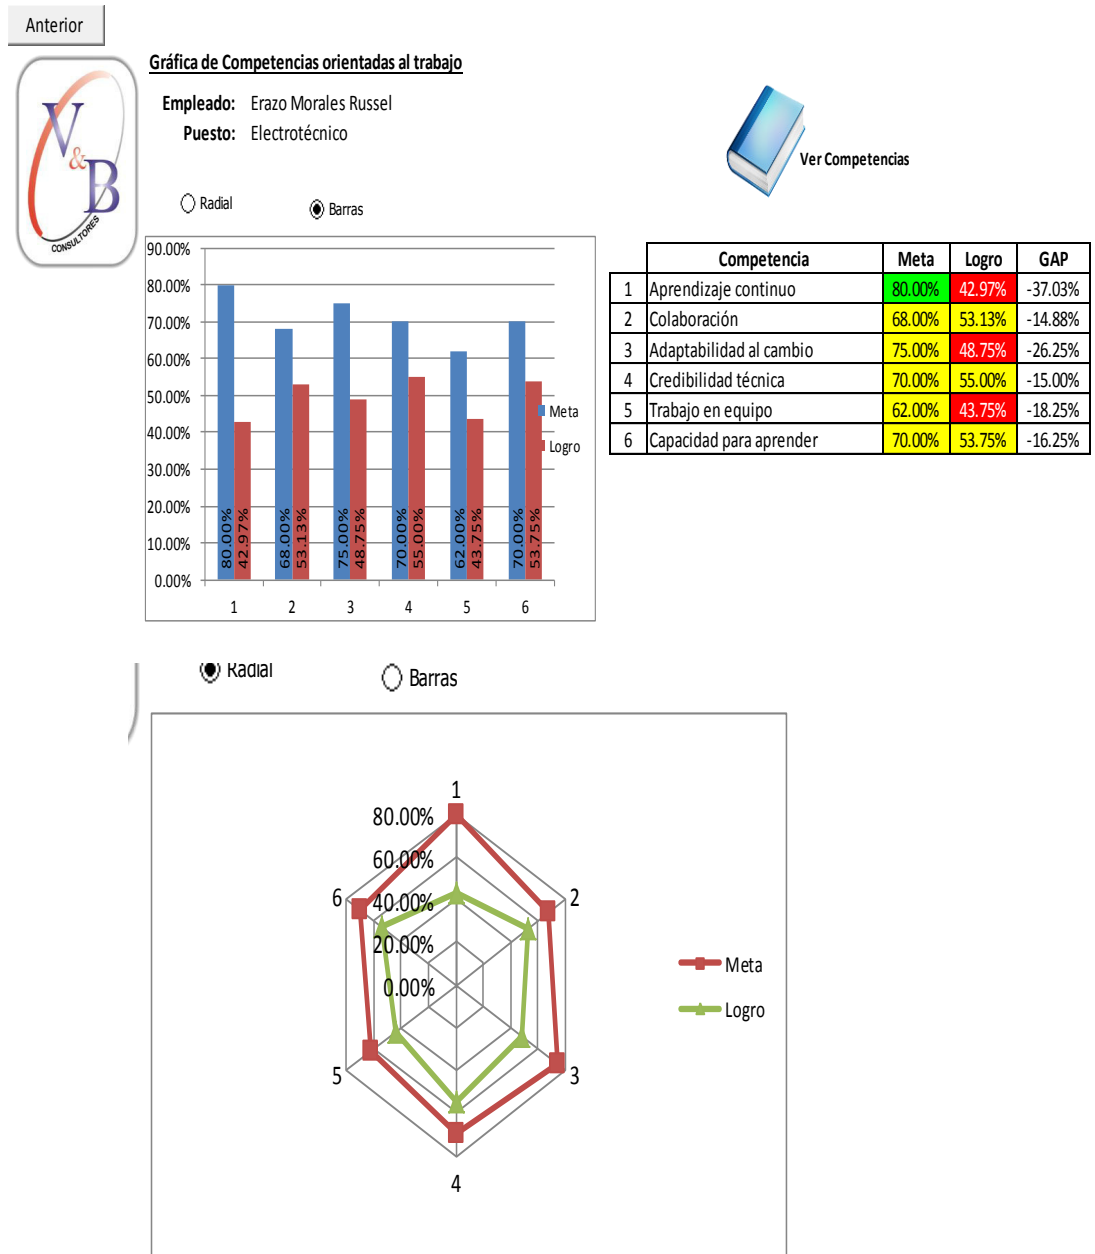 Anterior
V&B
CONSULTORES
Gráfica de Competencias orientadas al trabajo
Empleado: Erazo Morales Russel
Puesto: Electrotécnico
Ver Competencias
Radial Barras
90.00%
80.00%
70.00%
60.00%
50.00%
40.00%
30.00%
20.00%
10.00%
0.00%
80.00%
42.97%
68.00%
53.13%
75.00%
48.75%
70.00%
55.00%
62.00%
43.75%
70.00%
53.75%
1 2 3 4 5 6
Meta
Logro
Competencia Meta Logro GAP
1 Aprendizaje continuo 80.00% 42.97% -37.03%
2 Colaboración 68.00% 53.13% -14.88%
3 Adaptabilidad al cambio 75.00% 48.75% -26.25%
4 Credibilidad técnica 70.00% 55.00% -15.00%
5 Trabajo en equipo 62.00% 43.75% -18.25%
6 Capacidad para aprender 70.00% 53.75% -16.25%
Radial Barras
1
80.00%
60.00%
6 40.00% 2
20.00%
0.00%
5 3
4
Meta
Logro